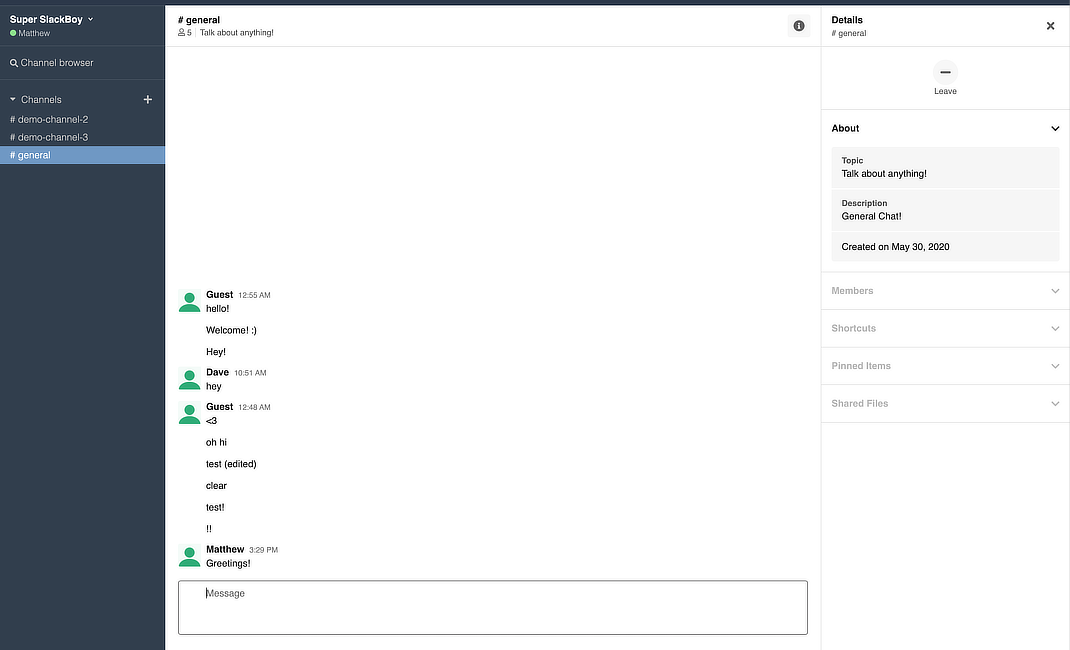 Super SlackBoy
Matthew
Channel browser
Channels
# demo-channel-2
# demo-channel-3
# general
# general
5 Talk about anything!
Guest 12:55 AM
hello!
Welcome! :)
Hey!
Dave 10:51 AM
hey
Guest 12:48 AM
<3
oh hi
test (edited)
clear
test!
!!
Matthew 3:29 PM
Greetings!
Message
Details
# general
Leave
About
Topic
Talk about anything!
Description
General Chat!
Created on May 30, 2020
Members
Shortcuts
Pinned Items
Shared Files